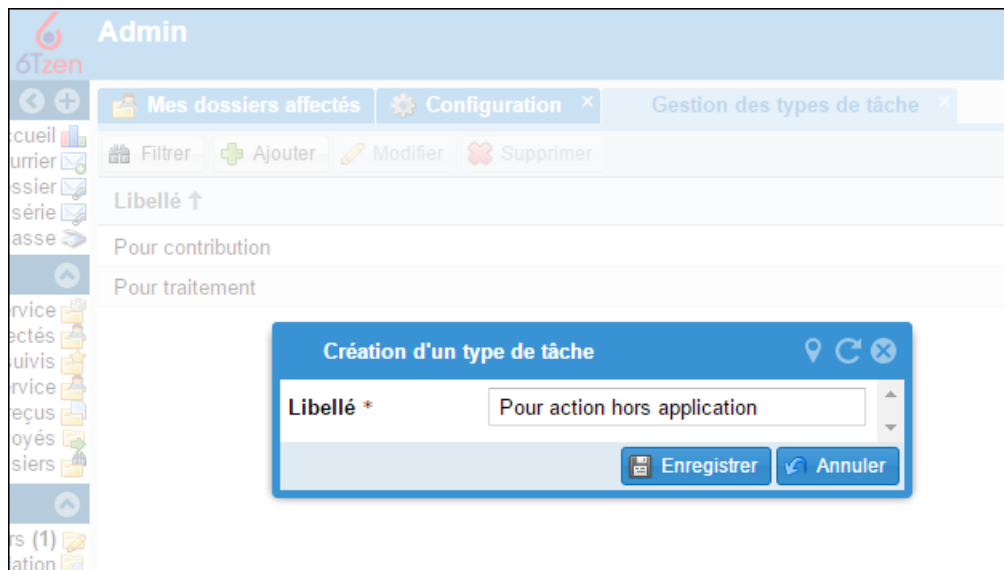 Admin
6Tzen
Mes dossiers affectés Configuration Gestion des types de tâche
Filtrer Ajouter Modifier Supprimer
Libellé
Pour contribution
Pour traitement
Création d'un type de tâche
Libellé *
Pour action hors application
Enregistrer Annuler
(1)